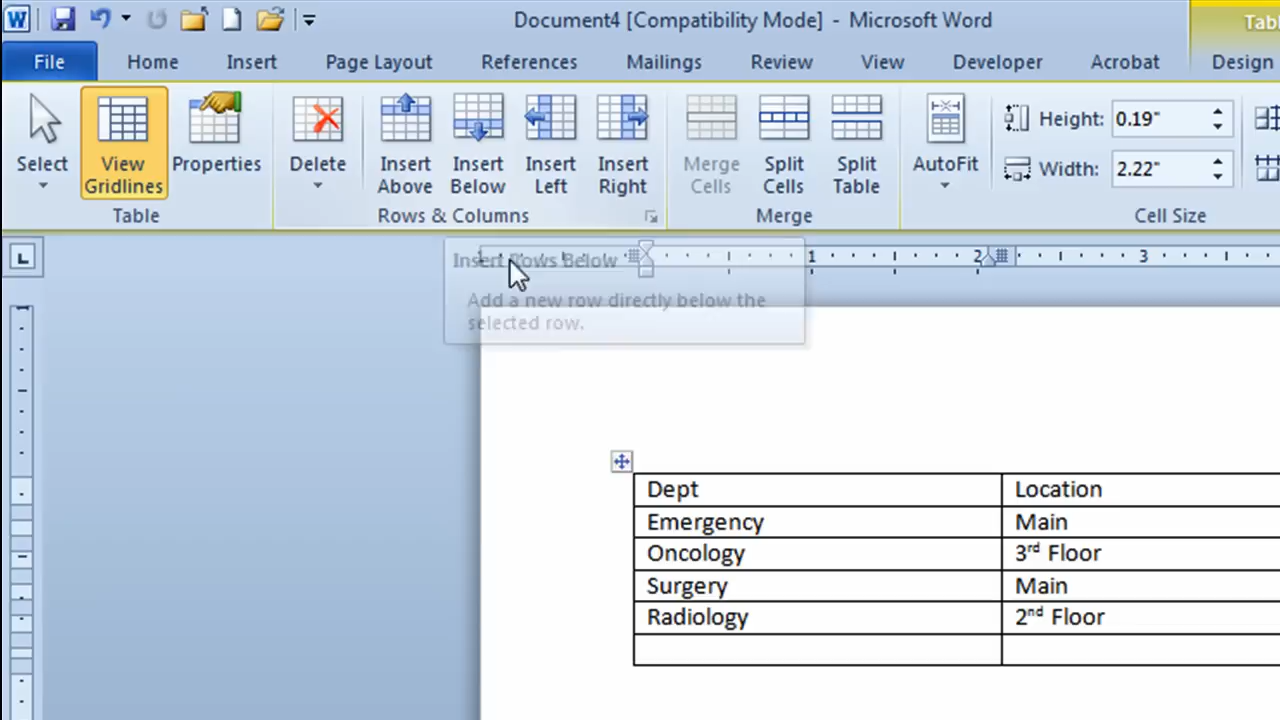 Document4 [Compatibility Mode] - Microsoft Word
File Home Insert Page Layout References Mailings Review View Developer Acrobat Design
Select View Gridlines Properties Delete Insert Above Insert Below Insert Left Insert Right Merge Cells Split Cells Split Table AutoFit
Height: 0.19"
Width: 2.22"
Table Rows & Columns Merge Cell Size
1 2 3
Insert Rows Below
Add a new row directly below the
selected row.
Dept Location
Emergency Main
Oncology 3rd Floor
Surgery Main
Radiology 2nd Floor